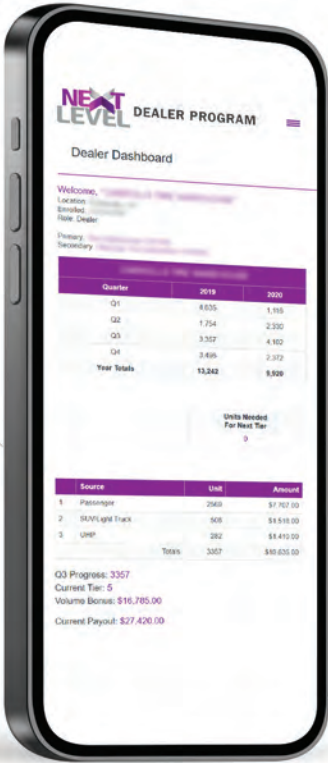 NEXT LEVEL DEALER PROGRAM
Dealer Dashboard
Welcome,
Location
Enrolled
Role: Dealer
Primary:
Secondary:
Quarter 2019 2020
Q1 4,635 1,116
Q2 1,754 2,330
Q3 3,357 4,102
Q4 3,496 2,372
Year Totals 13,242 9,920
Units Needed
For Next Tier
0
Source Unit Amount
1 Passenger 2569 $7,707.00
2 SUV/Light Truck 506 $1,518.00
3 UHP 282 $1,410.00
Totals 3357 $10,635.00
Q3 Progress: 3357
Current Tier: 5
Volume Bonus: $16,785.00
Current Payout: $27,420.00